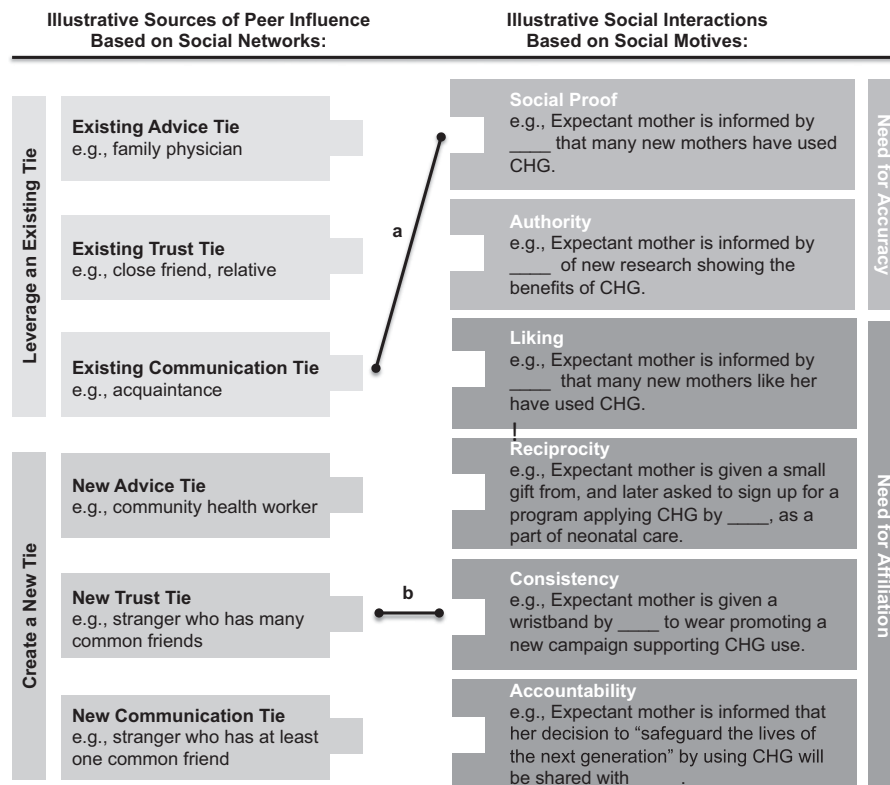 Illustrative Sources of Peer Influence
Based on Social Networks:
Illustrative Social Interactions
Based on Social Motives:
Leverage an Existing Tie
Existing Advice Tie
e.g., family physician
Existing Trust Tie
e.g., close friend, relative
Existing Communication Tie
e.g., acquaintance
Create a New Tie
New Advice Tie
e.g., community health worker
New Trust Tie
e.g., stranger who has many
common friends
New Communication Tie
e.g., stranger who has at least
one common friend
a
b
Social Proof
e.g., Expectant mother is informed by
____ that many new mothers have used
CHG.
Authority
e.g., Expectant mother is informed by
____ of new research showing the
benefits of CHG.
Liking
e.g., Expectant mother is informed by
____ that many new mothers like her
have used CHG.
!
Reciprocity
e.g., Expectant mother is given a small
gift from, and later asked to sign up for a
program applying CHG by ____, as a
part of neonatal care.
Consistency
e.g., Expectant mother is given a
wristband by ____ to wear promoting a
new campaign supporting CHG use.
Accountability
e.g., Expectant mother is informed that
her decision to “safeguard the lives of
the next generation” by using CHG will
be shared with ____.
Need for Accuracy
Need for Affiliation